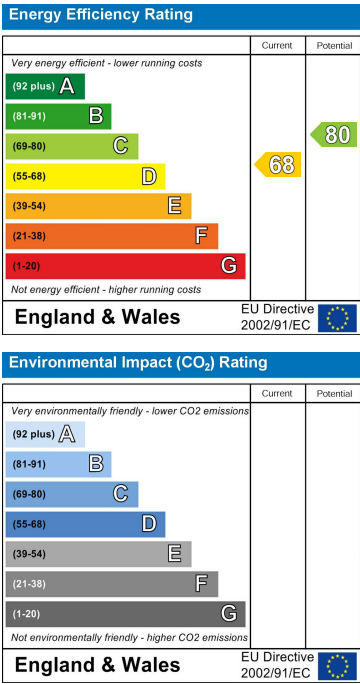 Energy Efficiency Rating
Current Potential
Very energy efficient - lower running costs
(92 plus) A
(81-91) B
(69-80) C
(55-68) D
(39-54) E
(21-38) F
(1-20) G
80
68
Not energy efficient - higher running costs
England & Wales
EU Directive
2002/91/EC
Environmental Impact (CO₂) Rating
Current Potential
Very environmentally friendly - lower CO2 emissions
(92 plus) A
(81-91) B
(69-80) C
(55-68) D
(39-54) E
(21-38) F
(1-20) G
Not environmentally friendly - higher CO2 emissions
England & Wales
EU Directive
2002/91/EC